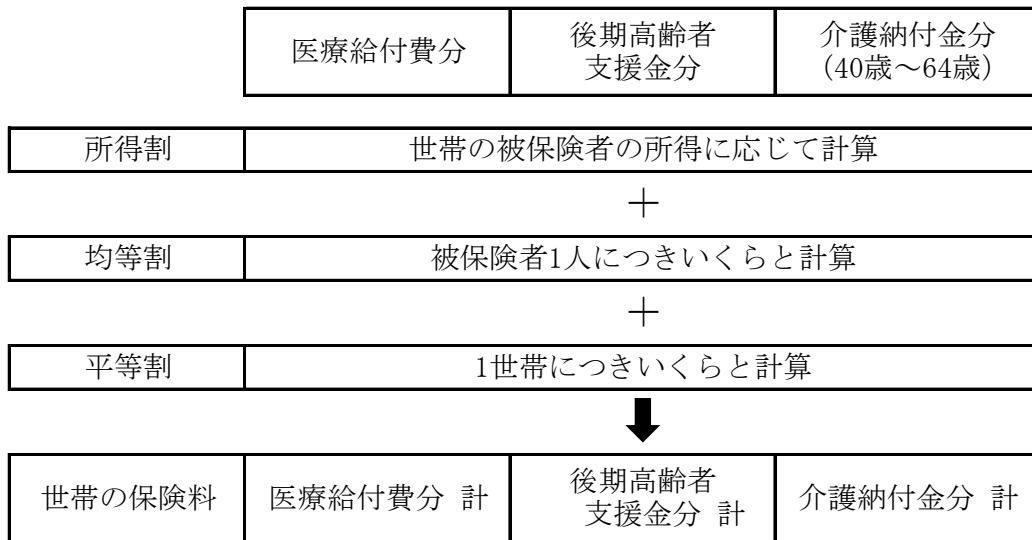 医療給付費分
後期高齢者
支援金分
介護納付金分
(40歳～64歳)
所得割
世帯の被保険者の所得に応じて計算
＋
均等割
被保険者1人につきいくらと計算
＋
平等割
1世帯につきいくらと計算
世帯の保険料
医療給付費分 計
後期高齢者
支援金分 計
介護納付金分 計